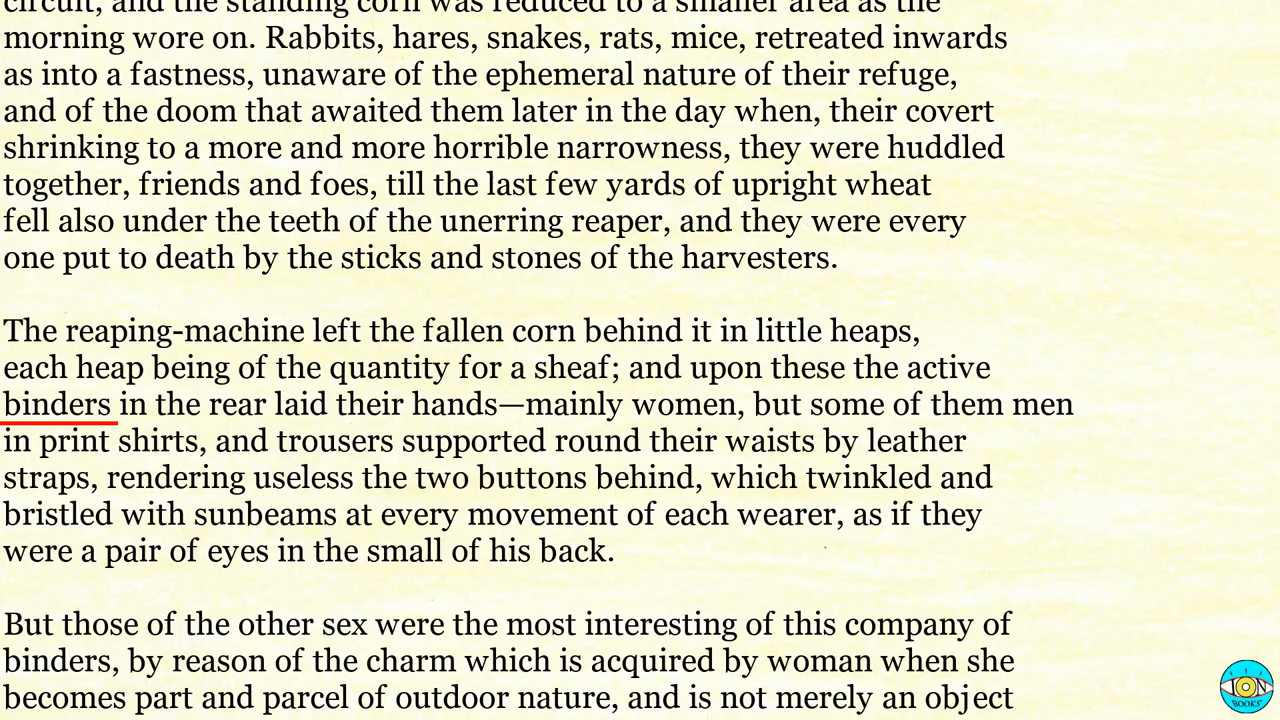 circuit, and the standing corn was reduced to a smaller area as the
morning wore on. Rabbits, hares, snakes, rats, mice, retreated inwards
as into a fastness, unaware of the ephemeral nature of their refuge,
and of the doom that awaited them later in the day when, their covert
shrinking to a more and more horrible narrowness, they were huddled
together, friends and foes, till the last few yards of upright wheat
fell also under the teeth of the unerring reaper, and they were every
one put to death by the sticks and stones of the harvesters.
The reaping-machine left the fallen corn behind it in little heaps,
each heap being of the quantity for a sheaf; and upon these the active
binders in the rear laid their hands—mainly women, but some of them men
in print shirts, and trousers supported round their waists by leather
straps, rendering useless the two buttons behind, which twinkled and
bristled with sunbeams at every movement of each wearer, as if they
were a pair of eyes in the small of his back.
But those of the other sex were the most interesting of this company of
binders, by reason of the charm which is acquired by woman when she
becomes part and parcel of outdoor nature, and is not merely an object
ION
BOOKS